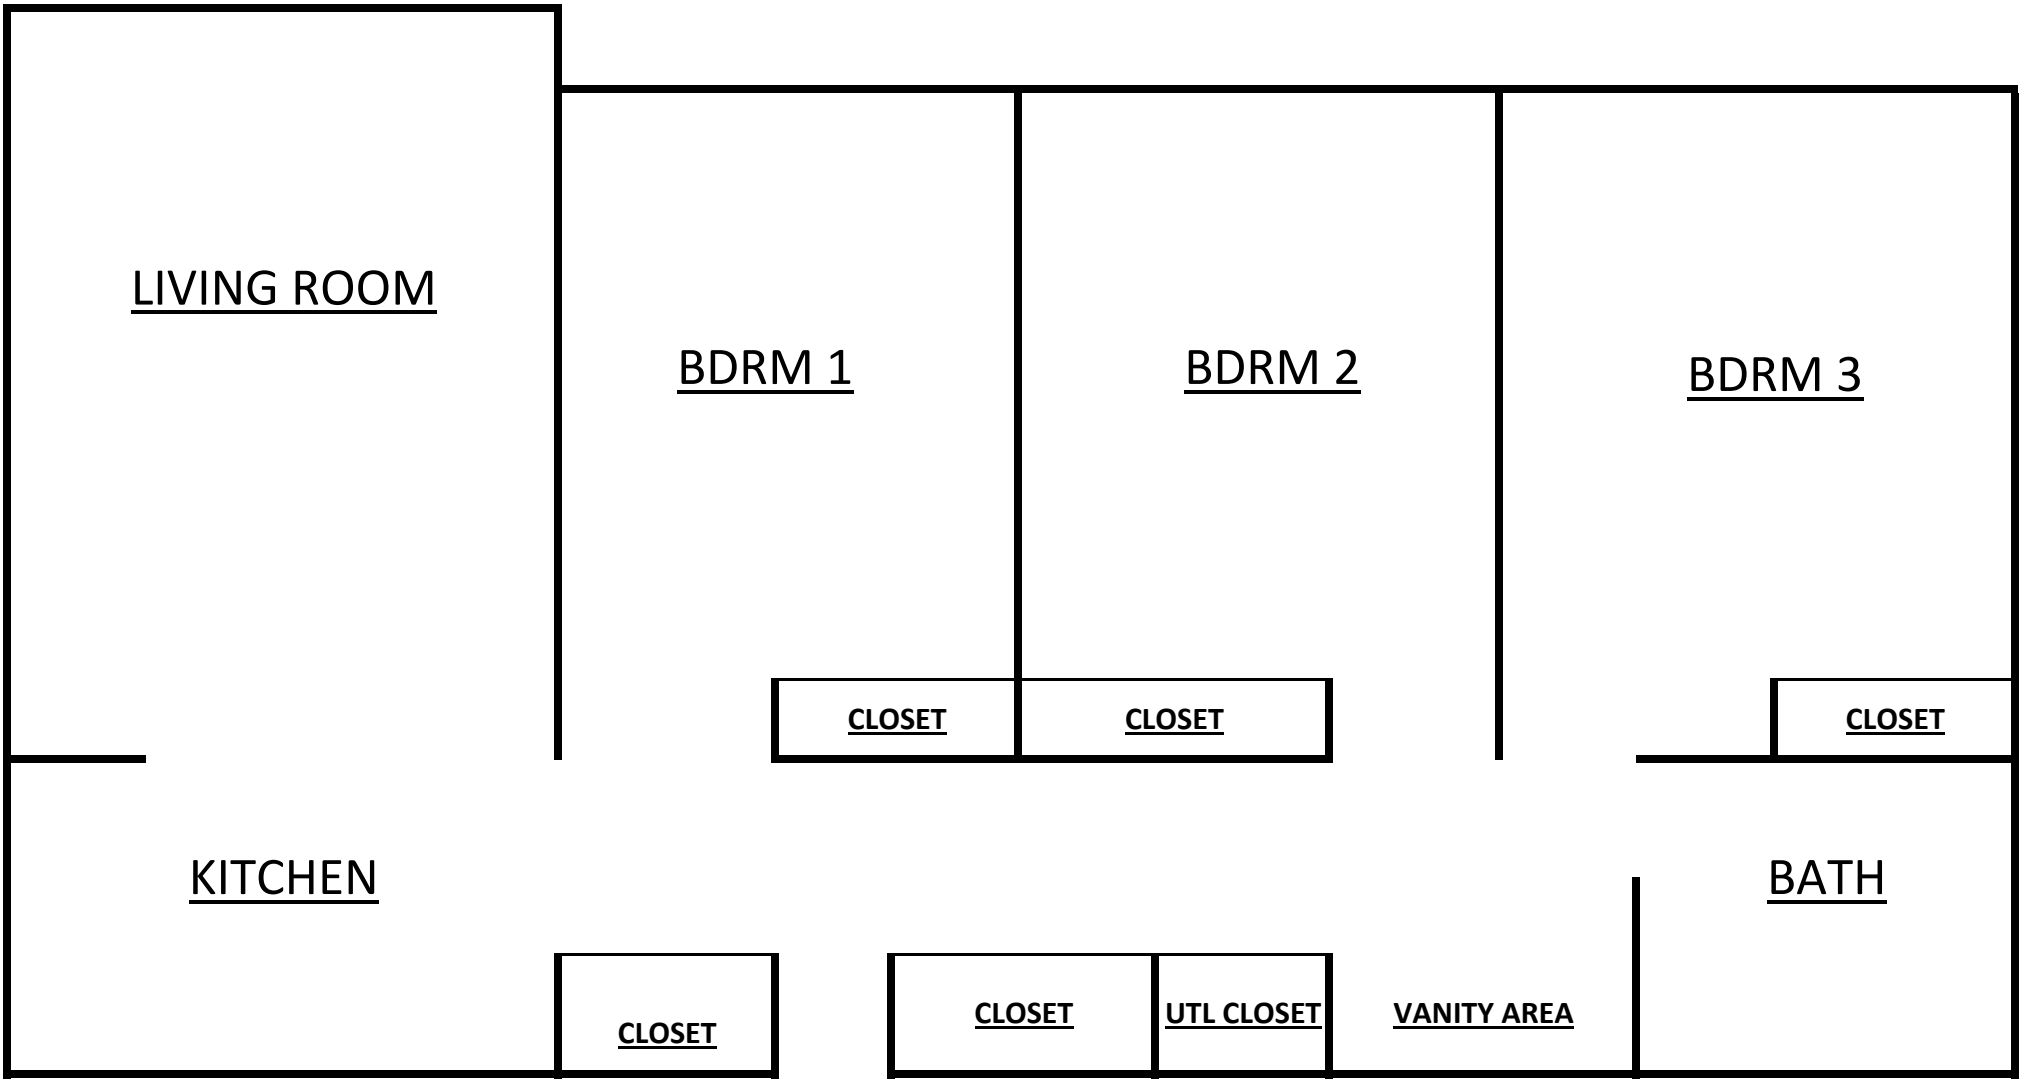 LIVING ROOM
BDRM 1
BDRM 2
BDRM 3
CLOSET
CLOSET
CLOSET
KITCHEN
BATH
CLOSET
CLOSET
UTL CLOSET
VANITY AREA